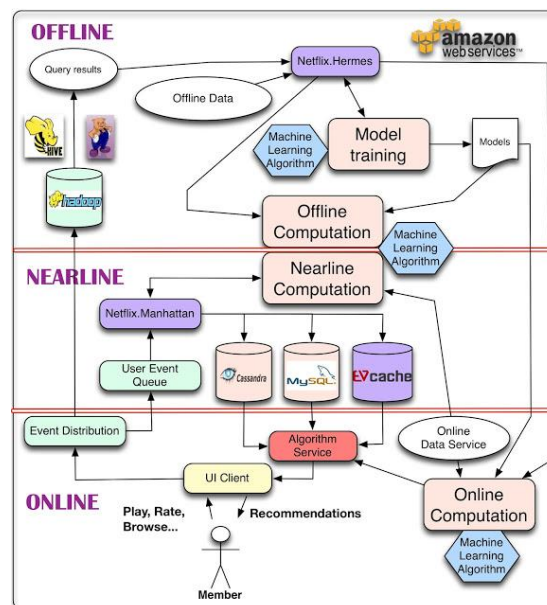 OFFLINE
amazon
web services™
Query results
Netflix.Hermes
Offline Data
HIVE
Machine
Learning
Algorithm
Model
training
Models
hadoop
Offline
Computation
Machine
Learning
Algorithm
NEARLINE
Nearline
Computation
Netflix.Manhattan
User Event
Queue
Cassandra
MySQL
EVcache
Event Distribution
Algorithm
Service
Online
Data Service
UI Client
ONLINE
Play, Rate,
Browse...
Recommendations
Online
Computation
Machine
Learning
Algorithm
Member